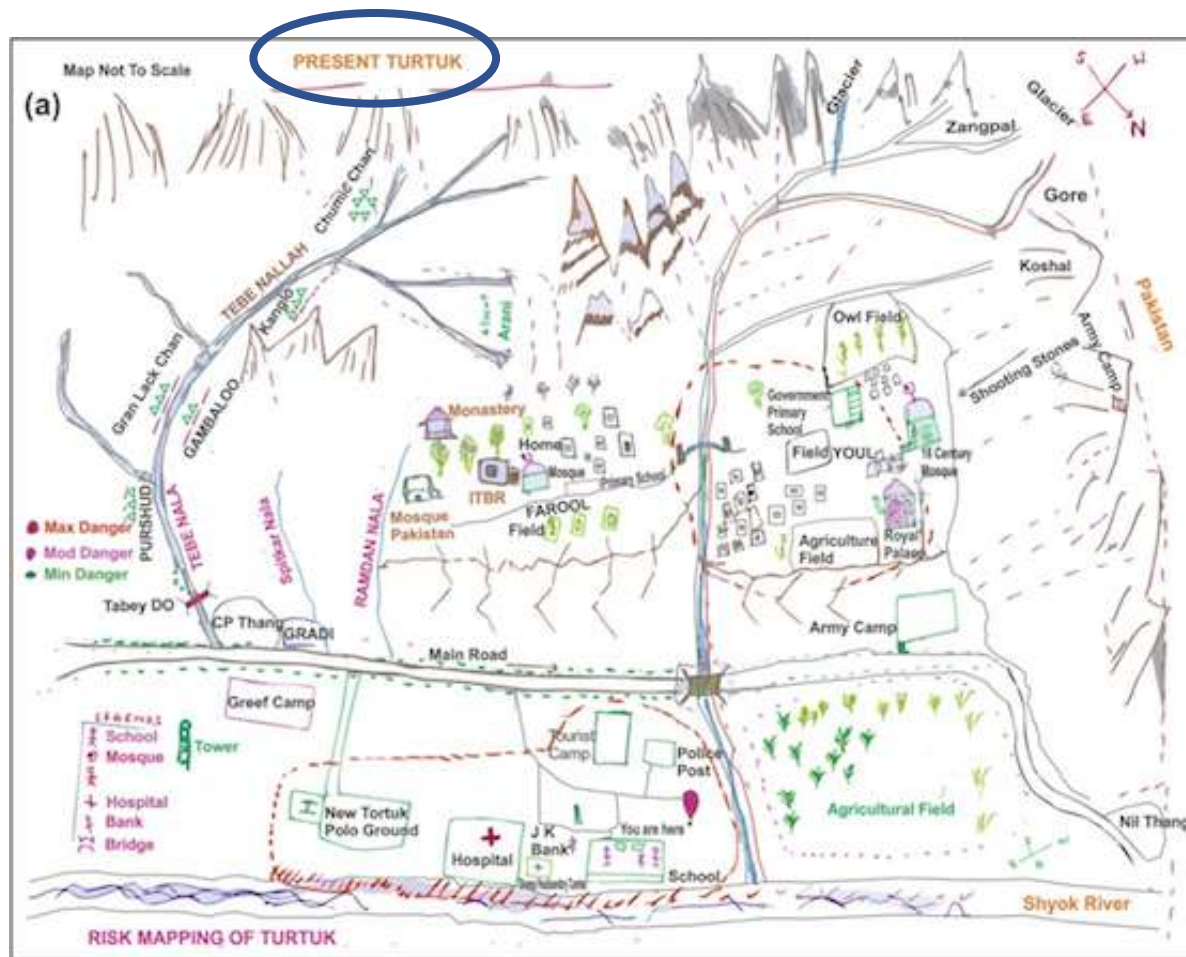 PRESENT TURTUK
Map Not To Scale
(a)
S
W
E
N
Glacier
Glacier
Zangpal
Gore
Chumic Chan
TEBE NALLAH
Kanglo
Koshal
Pakistan
Arani
Owl Field
Army Camp
Gran Lack Chan
GAMBALOO
Shooting Stones
Monastery
Government
Primary
School
Home
Mosque
Primary School
Field
YOUL
16 Century
Mosque
ITBR
PURSHUD
TEBE NALA
Spikar Nala
RAMDAN NALA
Mosque
Pakistan
FAROOL
Field
Max Danger
Mod Danger
Min Danger
Agriculture
Field
Royal
Palace
Tabey DO
CP Thang
GRADI
Army Camp
Main Road
Greef Camp
School
Mosque
Hospital
Bank
Bridge
Tower
Tourist
Camp
Police
Post
New Tortuk
Polo Ground
Agricultural Field
Nil Thang
H
J K
Bank
You are here
Hospital
School
Shyok River
RISK MAPPING OF TURTUK